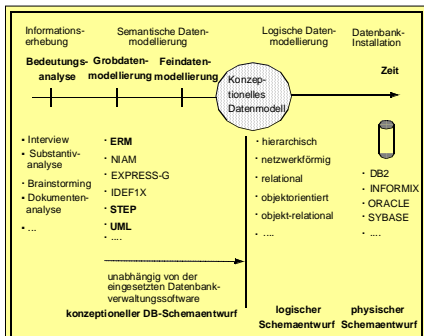 Informations-
erhebung
Semantische Daten-
modellierung
Logische Daten-
modellierung
Datenbank-
Installation
Bedeutungs-
analyse
Grobdaten-
modellierung
Feindaten-
modellierung
Konzep-
tionelles
Datenmodell
Zeit
• Interview
• Substantiv-
analyse
• Brainstorming
• Dokumenten-
analyse
• ...
• ERM
• NIAM
• EXPRESS-G
• IDEF1X
• STEP
• UML
• ....
• hierarchisch
• netzwerkförmig
• relational
• objektorientiert
• objekt-relational
• ....
• DB2
• INFORMIX
• ORACLE
• SYBASE
• ....
unabhängig von der
eingesetzten Datenbank-
verwaltungssoftware
konzeptioneller DB-Schemaentwurf
logischer
Schemaentwurf
physischer
Schemaentwurf